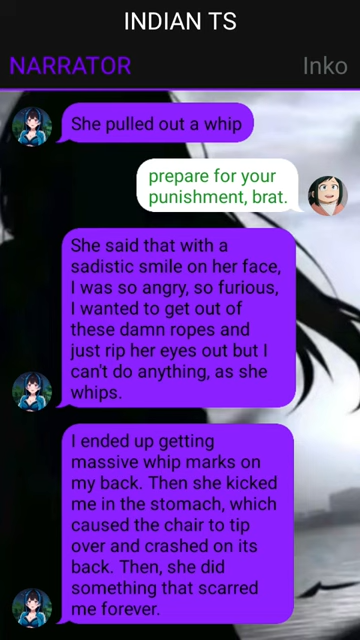 INDIAN TS
NARRATOR
Inko
She pulled out a whip
prepare for your
punishment, brat.
She said that with a
sadistic smile on her face,
I was so angry, so furious,
I wanted to get out of
these damn ropes and
just rip her eyes out but I
can't do anything, as she
whips.
I ended up getting
massive whip marks on
my back. Then she kicked
me in the stomach, which
caused the chair to tip
over and crashed on its
back. Then, she did
something that scarred
me forever.